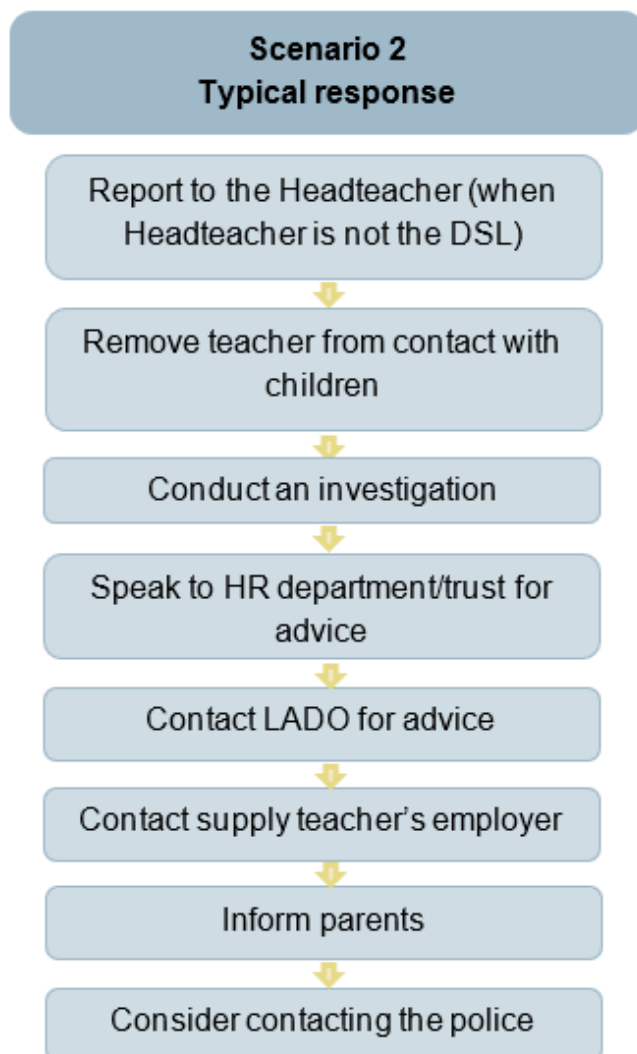 Scenario 2
Typical response
Report to the Headteacher (when
Headteacher is not the DSL)
Remove teacher from contact with
children
Conduct an investigation
Speak to HR department/trust for
advice
Contact LADO for advice
Contact supply teacher’s employer
Inform parents
Consider contacting the police